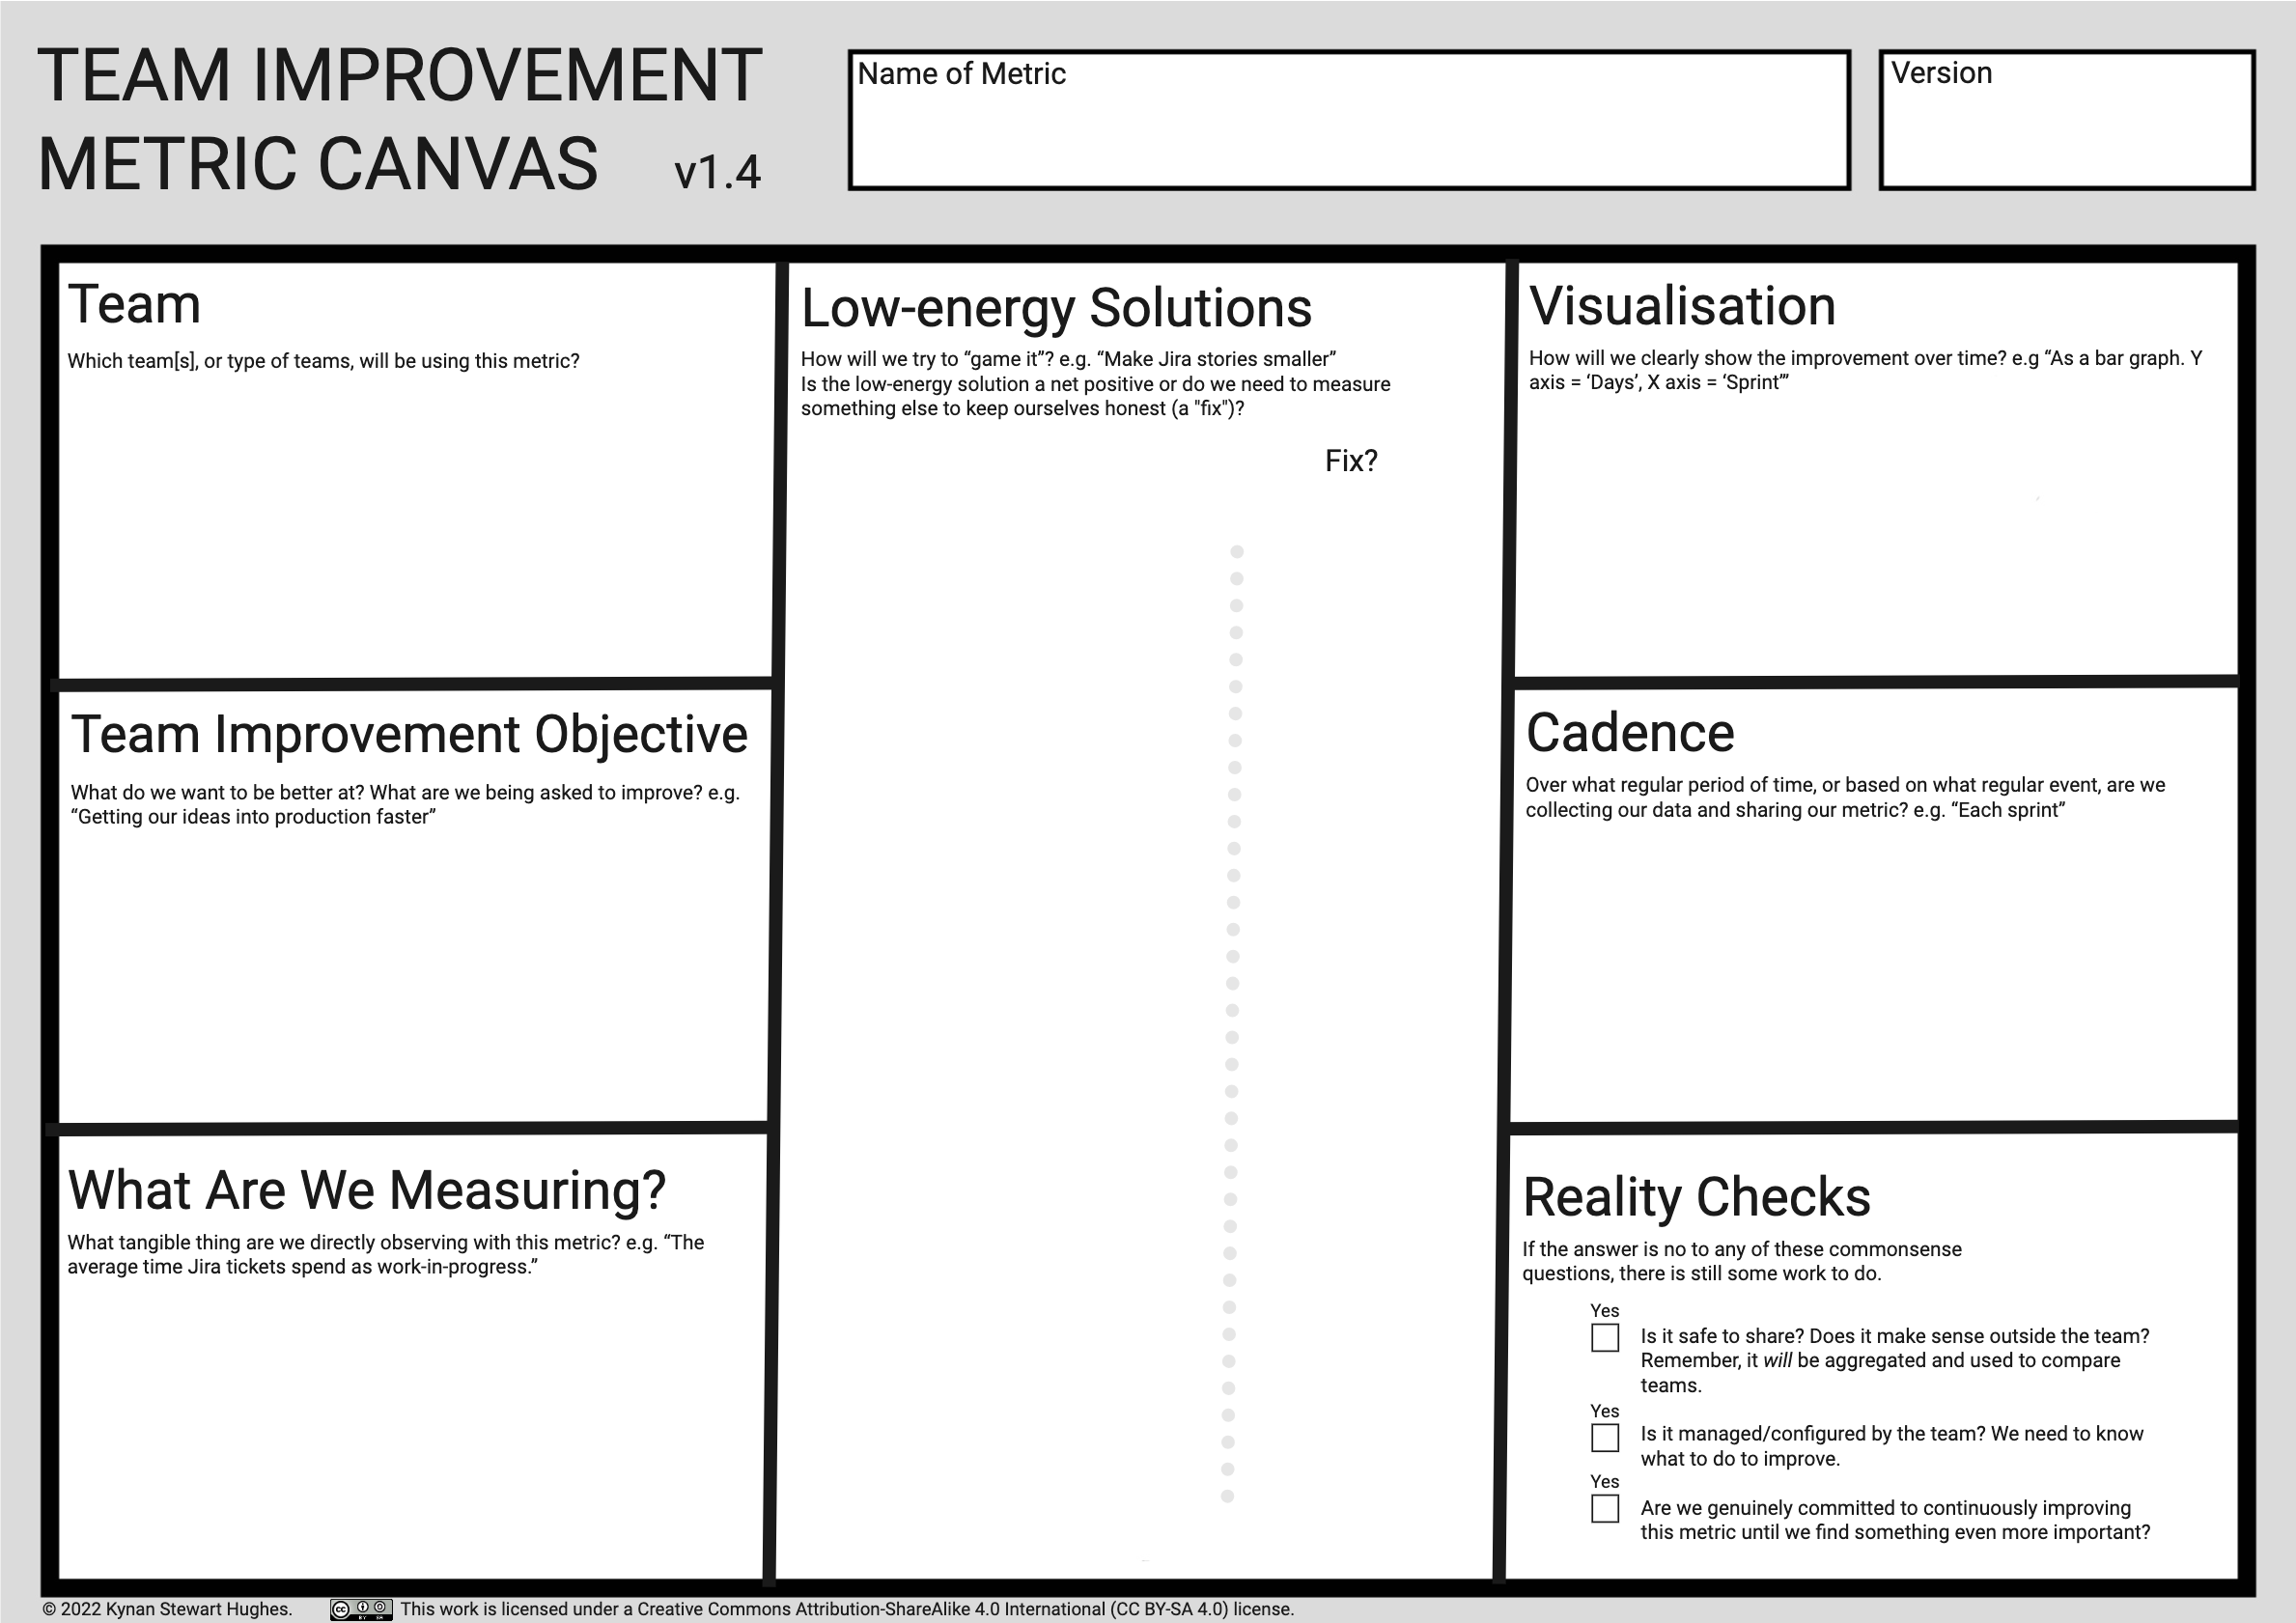 TEAM IMPROVEMENT
METRIC CANVAS v1.4
Name of Metric
Version
Team
Which team[s], or type of teams, will be using this metric?
Team Improvement Objective
What do we want to be better at? What are we being asked to improve? e.g.
“Getting our ideas into production faster”
What Are We Measuring?
What tangible thing are we directly observing with this metric? e.g. “The
average time Jira tickets spend as work-in-progress.”
Low-energy Solutions
How will we try to “game it”? e.g. “Make Jira stories smaller”
Is the low-energy solution a net positive or do we need to measure
something else to keep ourselves honest (a "fix")?
Fix?
Visualisation
How will we clearly show the improvement over time? e.g “As a bar graph. Y
axis = ‘Days’, X axis = ‘Sprint’”
Cadence
Over what regular period of time, or based on what regular event, are we
collecting our data and sharing our metric? e.g. “Each sprint”
Reality Checks
If the answer is no to any of these commonsense
questions, there is still some work to do.
Yes
Is it safe to share? Does it make sense outside the team?
Remember, it will be aggregated and used to compare
teams.
Yes
Is it managed/configured by the team? We need to know
what to do to improve.
Yes
Are we genuinely committed to continuously improving
this metric until we find something even more important?
© 2022 Kynan Stewart Hughes. CC BY SA This work is licensed under a Creative Commons Attribution-ShareAlike 4.0 International (CC BY-SA 4.0) license.